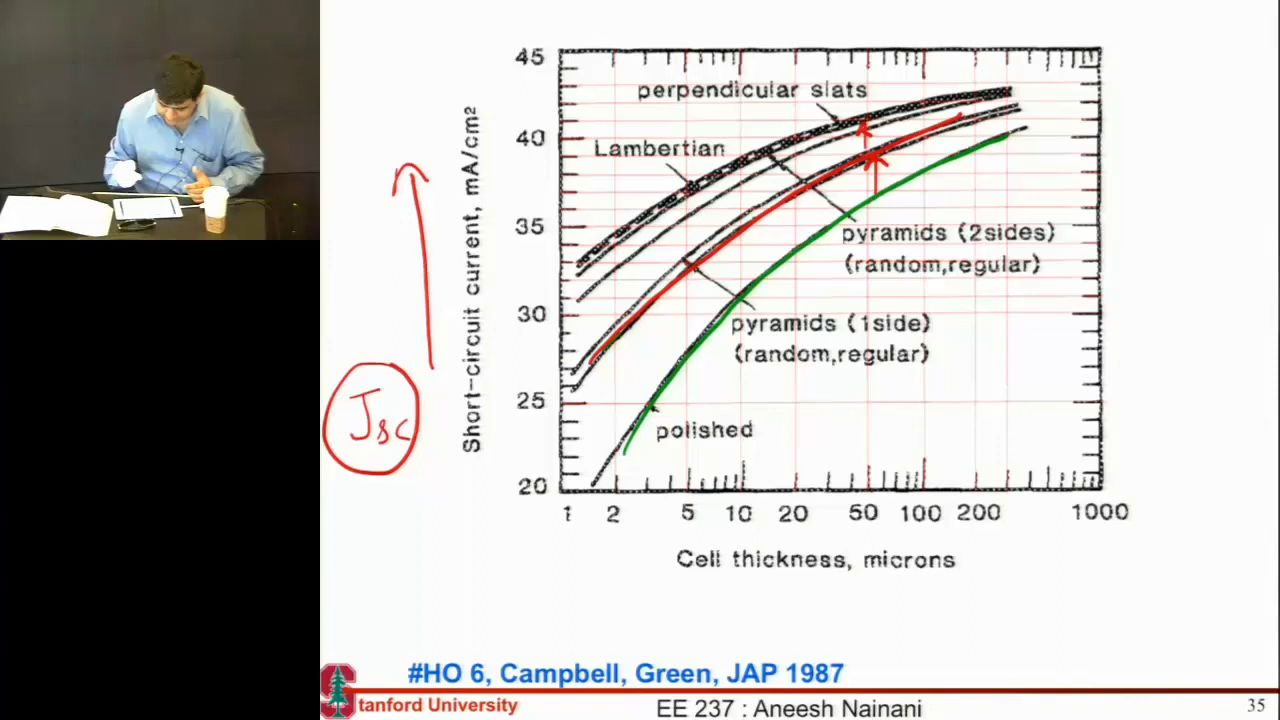 45
40
35
30
25
20
Short-circuit current, mA/cm2
perpendicular slats
Lambertian
pyramids (2sides)
(random,regular)
pyramids (1side)
(random,regular)
polished
Jsc
1 2 5 10 20 50 100 200 1000
Cell thickness, microns
#HO 6, Campbell, Green, JAP 1987
tanford University
EE 237 : Aneesh Nainani
35